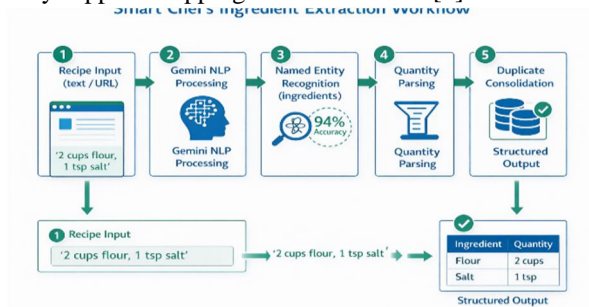 Smart Chef's Ingredient Extraction Workflow
1
Recipe Input
(text / URL)
'2 cups flour,
1 tsp salt'
2
Gemini NLP
Processing
Gemini NLP
Processing
3
Named Entity
Recognition
(ingredients)
94%
Accuracy
4
Quantity
Parsing
Quantity
Parsing
5
Duplicate
Consolidation
Structured
Output
1 Recipe Input
'2 cups flour, 1 tsp salt'
'2 cups flour, 1 tsp salt'
Ingredient Quantity
Flour 2 cups
Salt 1 tsp
Structured Output